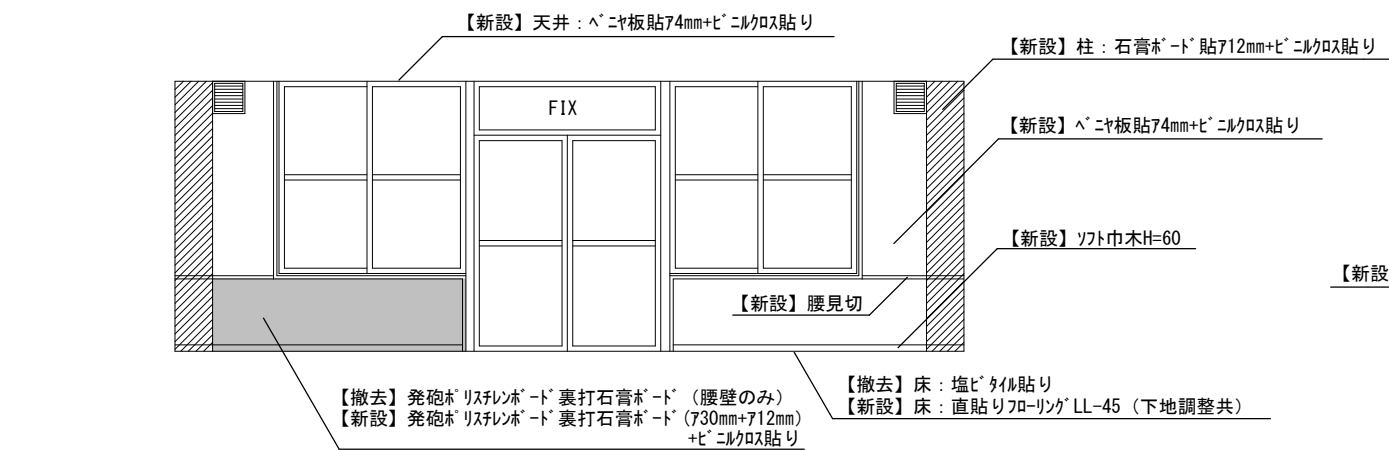 【新設】天井：ﾍﾞﾆﾔ板貼ｱ4mm+ﾋﾞﾆﾙｸﾛｽ貼り
【新設】柱：石膏ﾎﾞｰﾄﾞ貼ｱ12mm+ﾋﾞﾆﾙｸﾛｽ貼り
FIX
【新設】ﾍﾞﾆﾔ板貼ｱ4mm+ﾋﾞﾆﾙｸﾛｽ貼り
【新設】ｿﾌﾄ巾木H=60
【新設
【新設】腰見切
【撤去】発砲ﾎﾟﾘｽﾁﾚﾝﾎﾞｰﾄﾞ裏打石膏ﾎﾞｰﾄﾞ（腰壁のみ）
【新設】発砲ﾎﾟﾘｽﾁﾚﾝﾎﾞｰﾄﾞ裏打石膏ﾎﾞｰﾄﾞ(ｱ30mm+ｱ12mm)
+ﾋﾞﾆﾙｸﾛｽ貼り
【撤去】床：塩ﾋﾞﾀｲﾙ貼り
【新設】床：直貼りﾌﾛｰﾘﾝｸﾞLL-45（下地調整共）